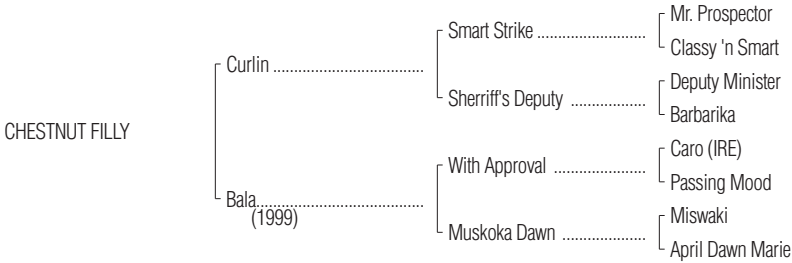 Mr. Prospector
Smart Strike ..........................
Classy 'n Smart
Curlin ...................................
Deputy Minister
Sherriff's Deputy ..................
Barbarika
CHESTNUT FILLY
Caro (IRE)
With Approval ......................
Passing Mood
Bala.......................................
(1999)
Miswaki
Muskoka Dawn ....................
April Dawn Marie